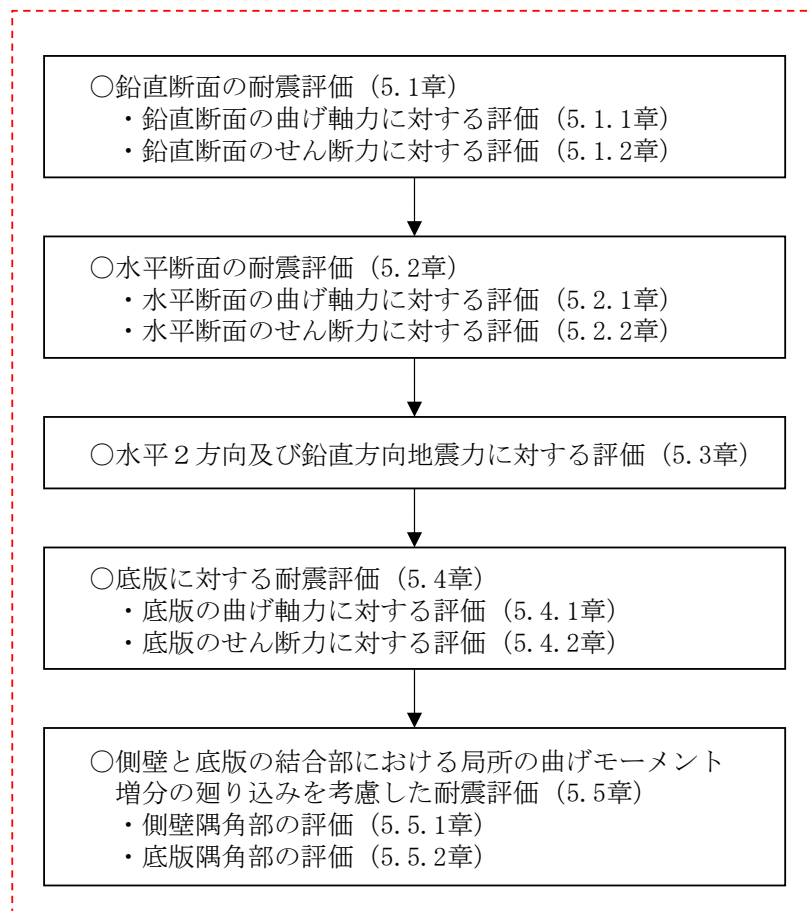 ○鉛直断面の耐震評価 (5.1章)
・鉛直断面の曲げ軸力に対する評価 (5.1.1章)
・鉛直断面のせん断力に対する評価 (5.1.2章)
○水平断面の耐震評価 (5.2章)
・水平断面の曲げ軸力に対する評価 (5.2.1章)
・水平断面のせん断力に対する評価 (5.2.2章)
○水平２方向及び鉛直方向地震力に対する評価 (5.3章)
○底版に対する耐震評価 (5.4章)
・底版の曲げ軸力に対する評価 (5.4.1章)
・底版のせん断力に対する評価 (5.4.2章)
○側壁と底版の結合部における局所の曲げモーメント
増分の廻り込みを考慮した耐震評価 (5.5章)
・側壁隅角部の評価 (5.5.1章)
・底版隅角部の評価 (5.5.2章)